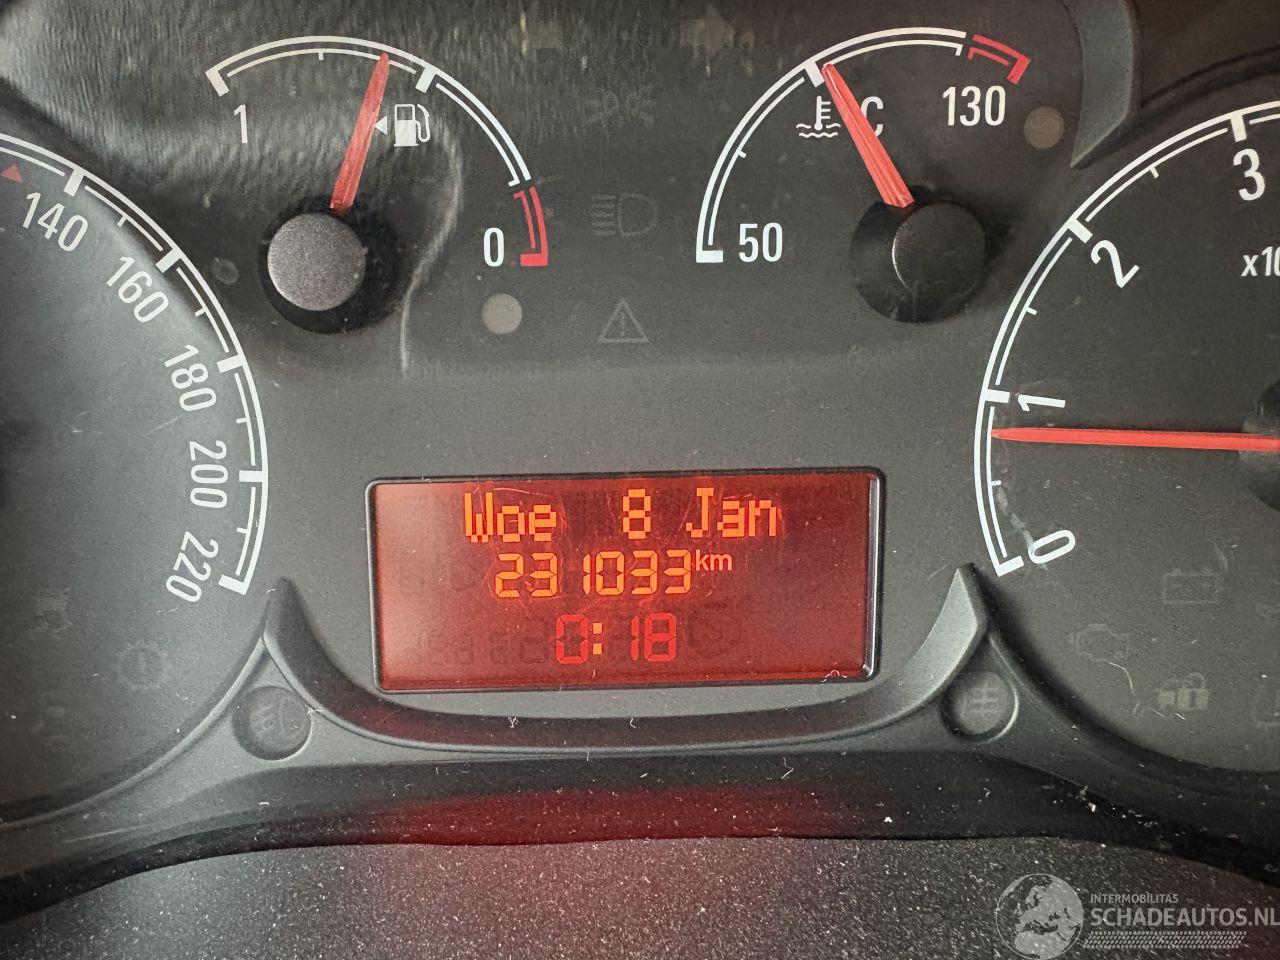 1
0
50
°C
130
140
160
180
200
220
0
1
2
3
x10
Woe 8 Jan
231033 km
0:18
INTERMOBILITAS
SCHADEAUTOS.NL